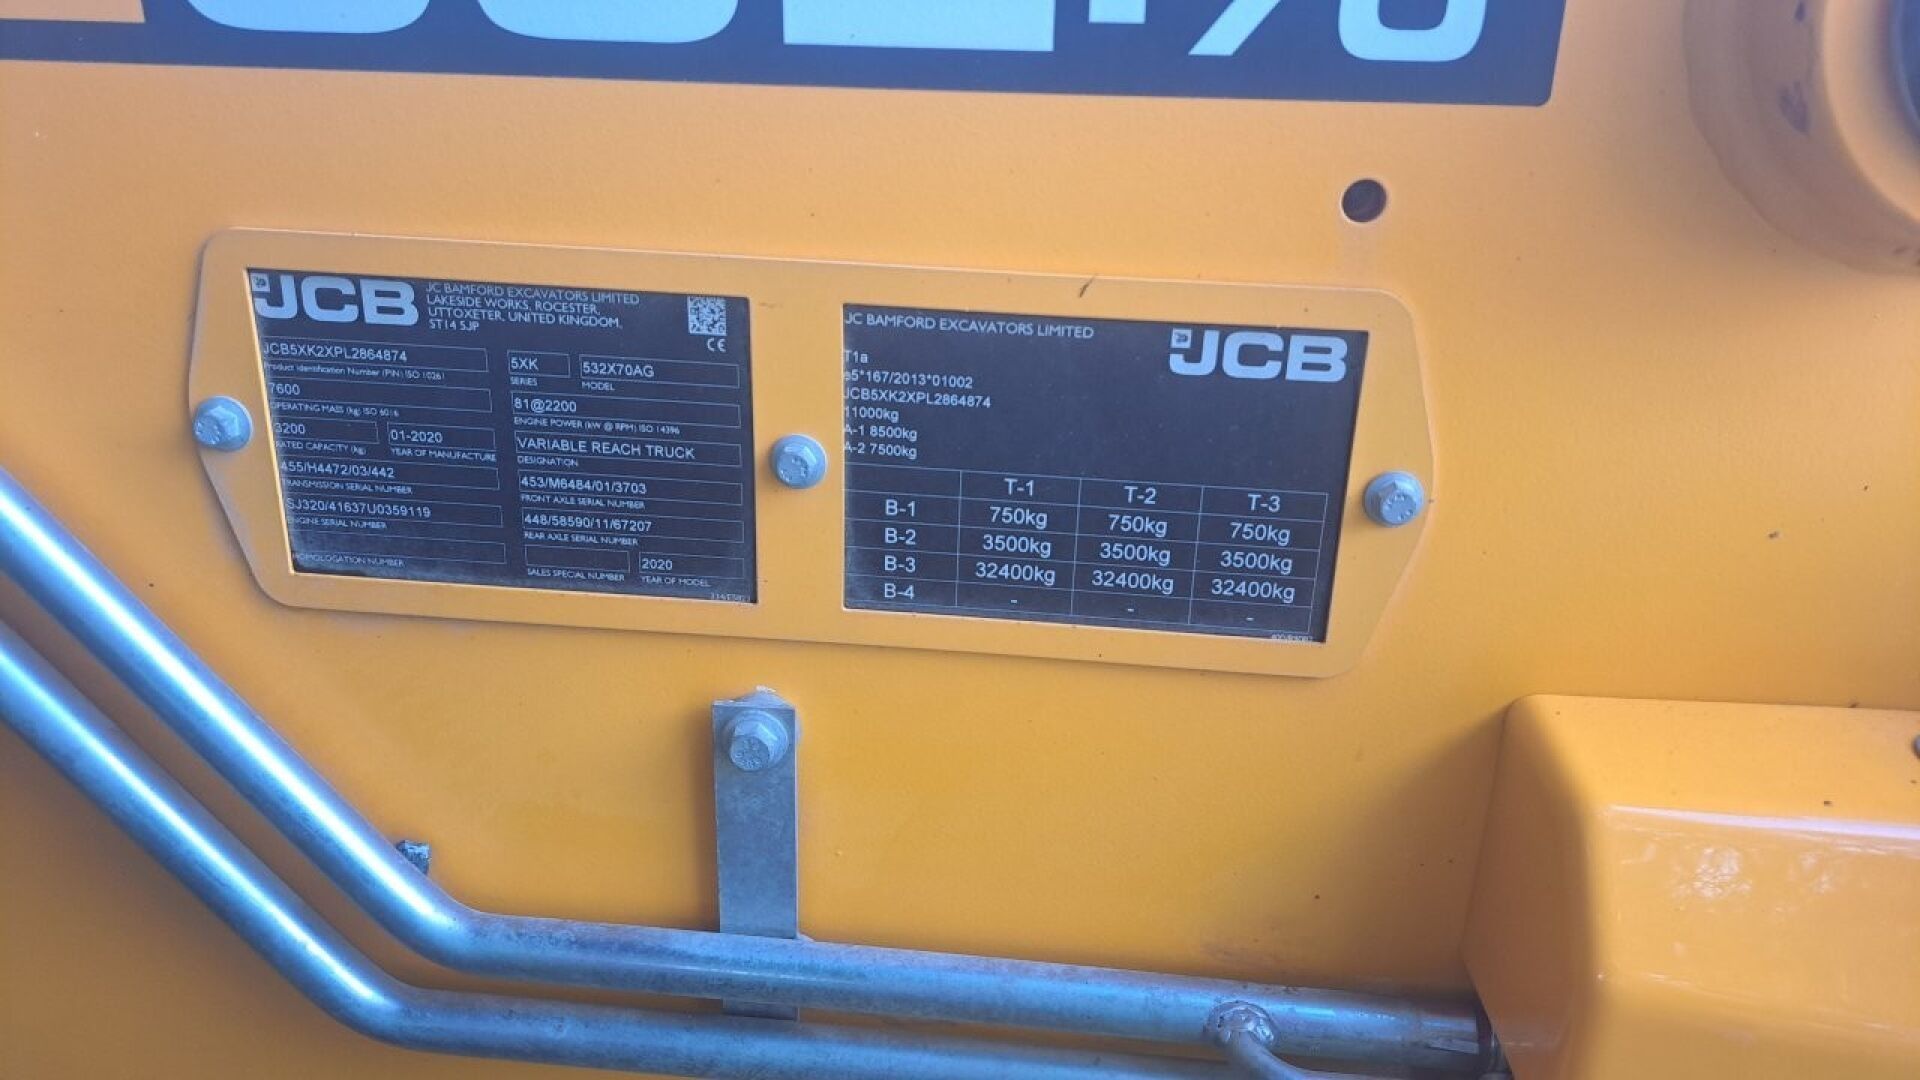 70
JCB
JC BAMFORD EXCAVATORS LIMITED
LAKESIDE WORKS, ROCESTER,
UTTOXETER, UNITED KINGDOM,
ST14 5JP
CE
JCB5XK2XPL2864874
Product Identification Number (PIN) ISO 10261
5XK
SERIES
532X70AG
MODEL
7600
OPERATING MASS (kg) ISO 6016
81@2200
ENGINE POWER (kW @ RPM) ISO 14396
3200
RATED CAPACITY (kg)
01-2020
YEAR OF MANUFACTURE
VARIABLE REACH TRUCK
DESIGNATION
455/H4472/03/442
TRANSMISSION SERIAL NUMBER
453/M6484/01/3703
FRONT AXLE SERIAL NUMBER
SJ320/41637U0359119
ENGINE SERIAL NUMBER
448/58590/11/67207
REAR AXLE SERIAL NUMBER
HOMOLOGATION NUMBER
SALES SPECIAL NUMBER
2020
YEAR OF MODEL
JC BAMFORD EXCAVATORS LIMITED
JCB
T1a
e5*167/2013*01002
JCB5XK2XPL2864874
11000kg
A-1 8500kg
A-2 7500kg
T-1 T-2 T-3
B-1 750kg 750kg 750kg
B-2 3500kg 3500kg 3500kg
B-3 32400kg 32400kg 32400kg
B-4 - - -